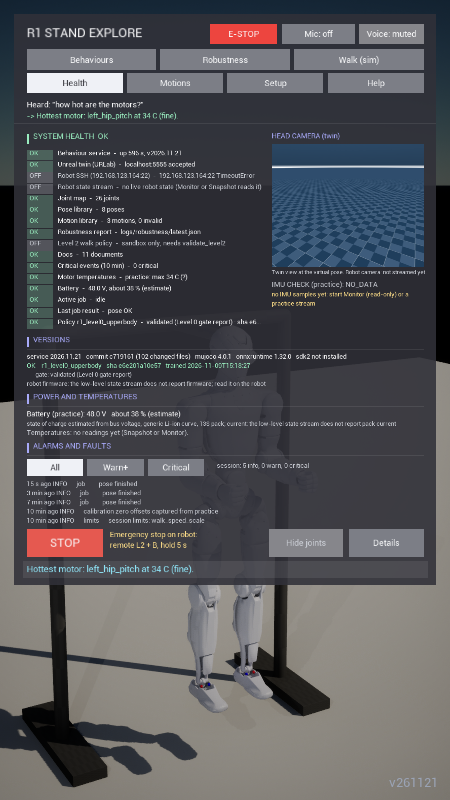 R1 STAND EXPLORE
E-STOP
Mic: off
Voice: muted
Behaviours
Robustness
Walk (sim)
Health
Motions
Setup
Help
Heard: "how hot are the motors?"
-> Hottest motor: left_hip_pitch at 34 C (fine).
SYSTEM HEALTH OK
OK Behaviour service - up 596 s, v2026.11.21
OK Unreal twin (URLab) - localhost:5555 accepted
OFF Robot SSH (192.168.123.164:22) - 192.168.123.164:22 TimeoutError
OFF Robot state stream - no live robot state (Monitor or Snapshot reads it)
OK Joint map - 26 joints
OK Pose library - 8 poses
OK Motion library - 3 motions, 0 invalid
OK Robustness report - logs/robustness/latest.json
OFF Level 2 walk policy - sandbox only, needs validate_level2
OK Docs - 11 documents
OK Critical events (10 min) - 0 critical
OK Motor temperatures - practice: max 34 C (?)
OK Battery - 48.0 V, about 38 % (estimate)
OK Active job - idle
OK Last job result - pose OK
OK Policy r1_level0_upperbody - validated (Level 0 gate report) sha e6
HEAD CAMERA (twin)
Twin view at the virtual pose. Robot camera: not streamed yet
IMU CHECK (practice): NO_DATA
no IMU samples yet: start Monitor (read-only) or a
practice stream
VERSIONS
service 2026.11.21 commit c719161 (102 changed files) mujoco 4.0.1 onnxruntime 1.32.0 sdk2 not installed
OK r1_level0_upperbody sha e6e201a10e57 trained 2026-11-09T15:18:27
gate: validated (Level 0 gate report)
robot firmware: the low-level state stream does not report firmware; read it on the robot
POWER AND TEMPERATURES
Battery (practice): 48.0 V about 38 % (estimate)
state of charge estimated from bus voltage, generic Li-ion curve, 13S pack; current: the low-level state stream does not report pack current
Temperatures: no readings yet (Snapshot or Monitor).
ALARMS AND FAULTS
All
Warn+
Critical
session: 5 info, 0 warn, 0 critical
15 s ago INFO job pose finished
3 min ago INFO job pose finished
7 min ago INFO job pose finished
10 min ago INFO calibration zero offsets captured from practice
10 min ago INFO limits session limits: walk_speed_scale
STOP
Emergency stop on robot:
remote L2 + B, hold 5 s
Hide joints
Details
Hottest motor: left_hip_pitch at 34 C (fine).
v261121